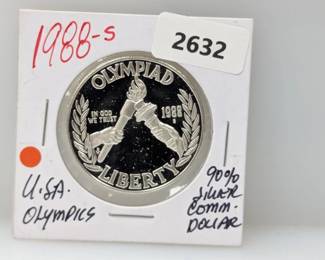 1988-S
2632
OLYMPIAD
IN GOD
WE TRUST
1988
LIBERTY
U.S.A.
OLYMPICS
90%
SILVER
COMM-
DOLLAR